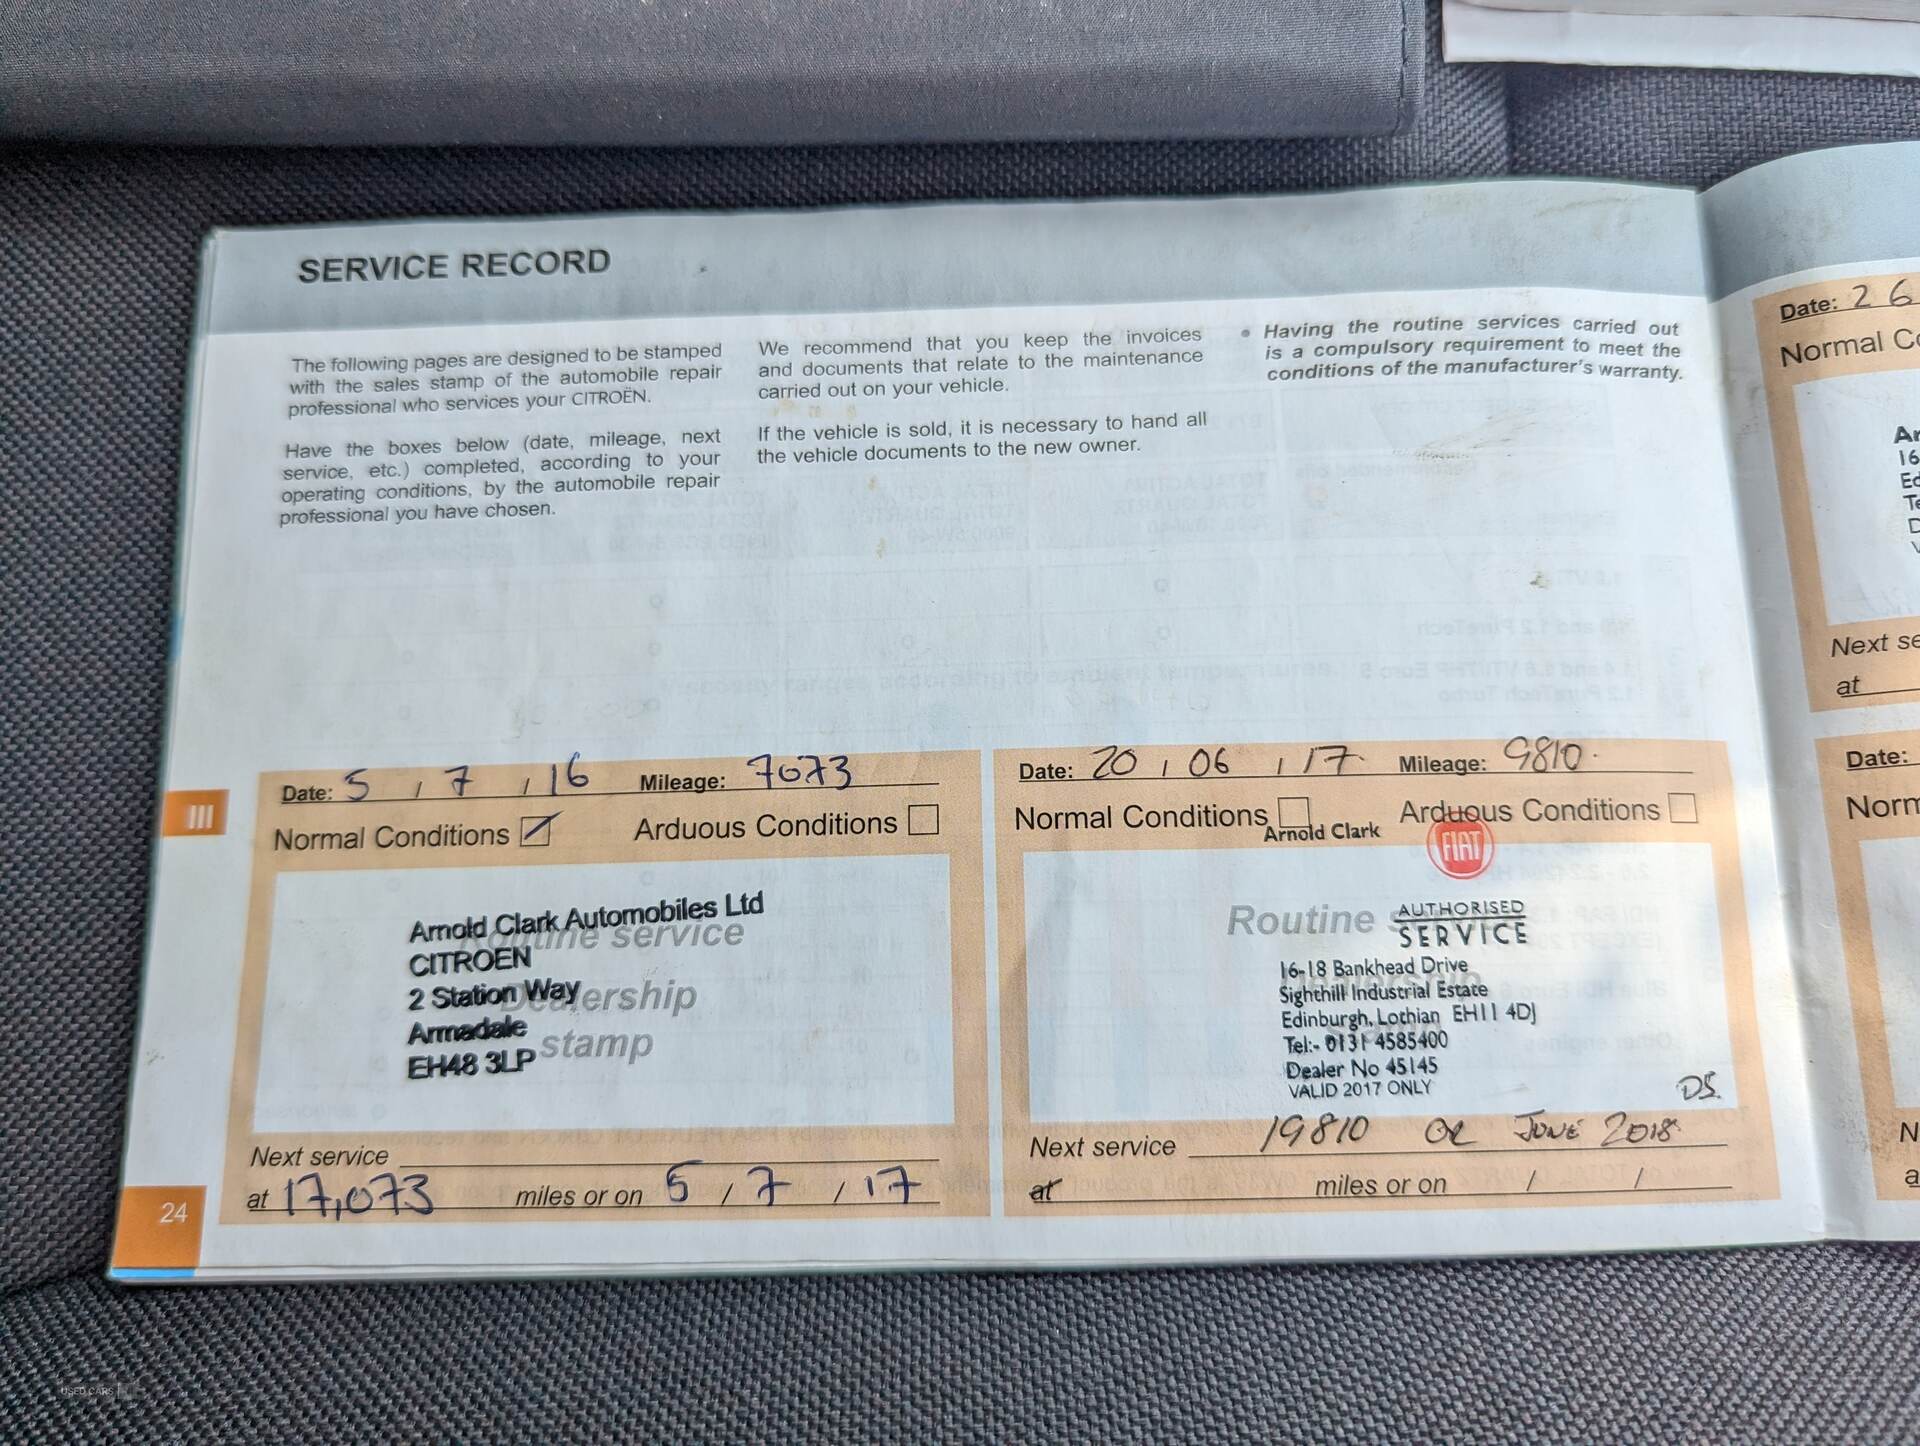 SERVICE RECORD
The following pages are designed to be stamped
with the sales stamp of the automobile repair
professional who services your CITROËN.
Have the boxes below (date, mileage, next
service, etc.) completed, according to your
operating conditions, by the automobile repair
professional you have chosen.
We recommend that you keep the invoices
and documents that relate to the maintenance
carried out on your vehicle.
If the vehicle is sold, it is necessary to hand all
the vehicle documents to the new owner.
• Having the routine services carried out
is a compulsory requirement to meet the
conditions of the manufacturer's warranty.
III
Date: 5 / 7 / 16 Mileage: 7073
Normal Conditions Arduous Conditions
Routine service
Dealership
stamp
Arnold Clark Automobiles Ltd
CITROEN
2 Station Way
Armadale
EH48 3LP
Next service
at 17,073 miles or on 5 / 7 / 17
24
Date: 20 / 06 / 17 Mileage: 9810
Normal Conditions Arduous Conditions
Arnold Clark
FIAT
Routine
AUTHORISED
SERVICE
16-18 Bankhead Drive
Sighthill Industrial Estate
Edinburgh, Lothian EH11 4DJ
Tel:- 0131 4585400
Dealer No 45145
VALID 2017 ONLY
DS
Next service 19810 OR JUNE 2018
at miles or on / /
Date: 26
Normal
16
Next
at
Date:
USED CARS